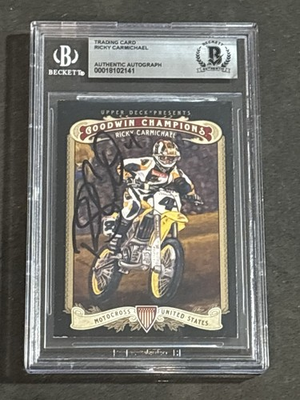 BECKETT
TRADING CARD
RICKY CARMICHAEL
AUTHENTIC AUTOGRAPH
00018102141
BECKETT
UPPER DECK PRESENTS
GOODWIN CHAMPIONS
RICKY CARMICHAEL
4
MOTOCROSS UNITED STATES